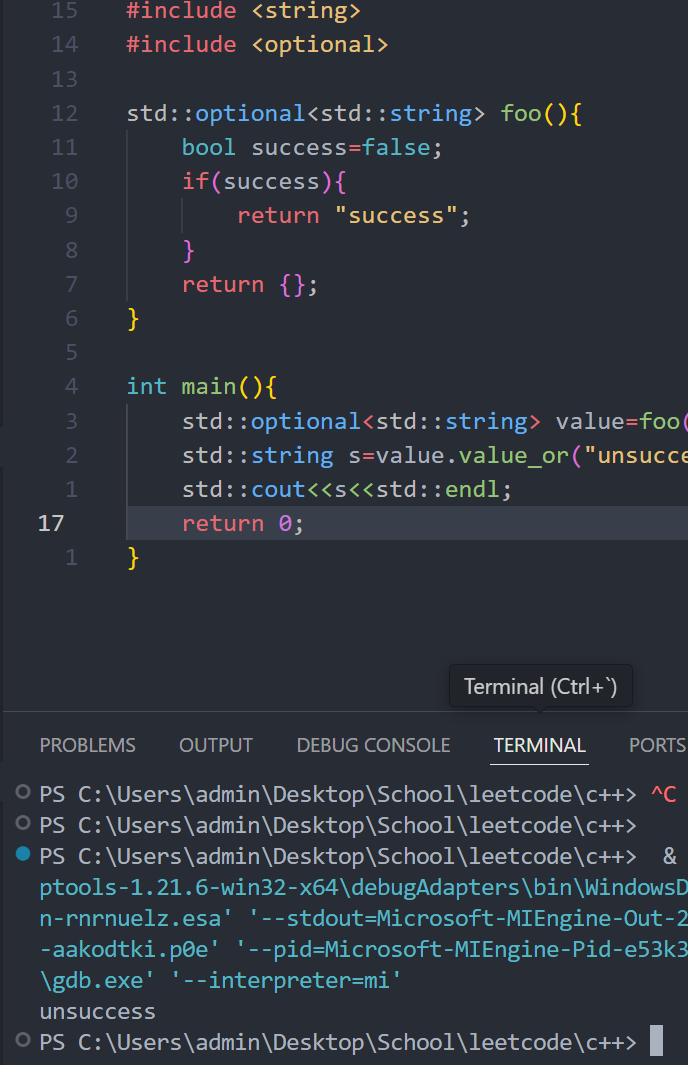 15 #include <string>
14 #include <optional>
13
12 std::optional<std::string> foo(){
11 bool success=false;
10 if(success){
9 return "success";
8 }
7 return {};
6 }
5
4 int main(){
3 std::optional<std::string> value=foo(
2 std::string s=value.value_or("unsucce
1 std::cout<<s<<std::endl;
17 return 0;
1 }
Terminal (Ctrl+`)
PROBLEMS OUTPUT DEBUG CONSOLE TERMINAL PORTS
PS C:\Users\admin\Desktop\School\leetcode\c++> ^C
PS C:\Users\admin\Desktop\School\leetcode\c++>
PS C:\Users\admin\Desktop\School\leetcode\c++> &
ptools-1.21.6-win32-x64\debugAdapters\bin\WindowsD
n-rnrnuelz.esa' '--stdout=Microsoft-MIEngine-Out-2
-aakodtki.p0e' '--pid=Microsoft-MIEngine-Pid-e53k3
\gdb.exe' '--interpreter=mi'
unsuccess
PS C:\Users\admin\Desktop\School\leetcode\c++>